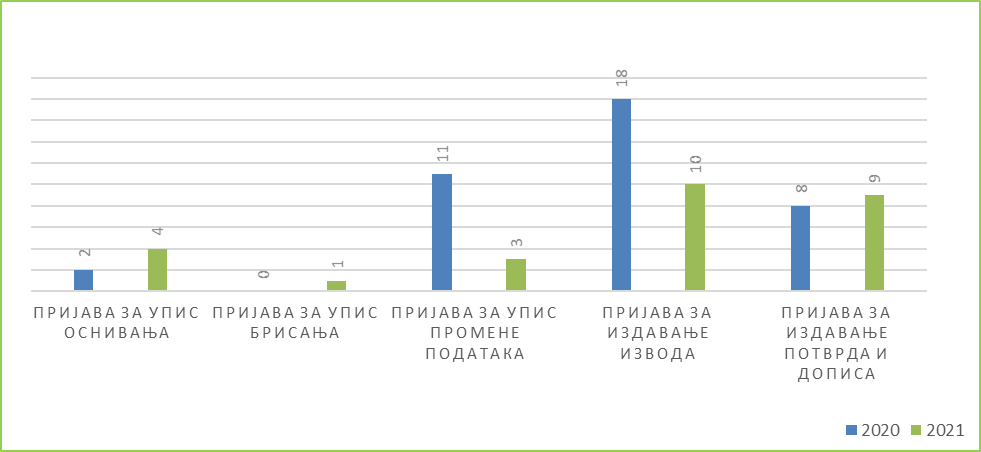 2
4
0
1
11
3
18
10
8
9
ПРИЈАВА ЗА УПИС
ОСНИВАЊА
ПРИЈАВА ЗА УПИС
БРИСАЊА
ПРИЈАВА ЗА УПИС
ПРОМЕНЕ
ПОДАТАКА
ПРИЈАВА ЗА
ИЗДАВАЊЕ
ИЗВОДА
ПРИЈАВА ЗА
ИЗДАВАЊЕ
ПОТВРДА И
ДОПИСА
2020
2021